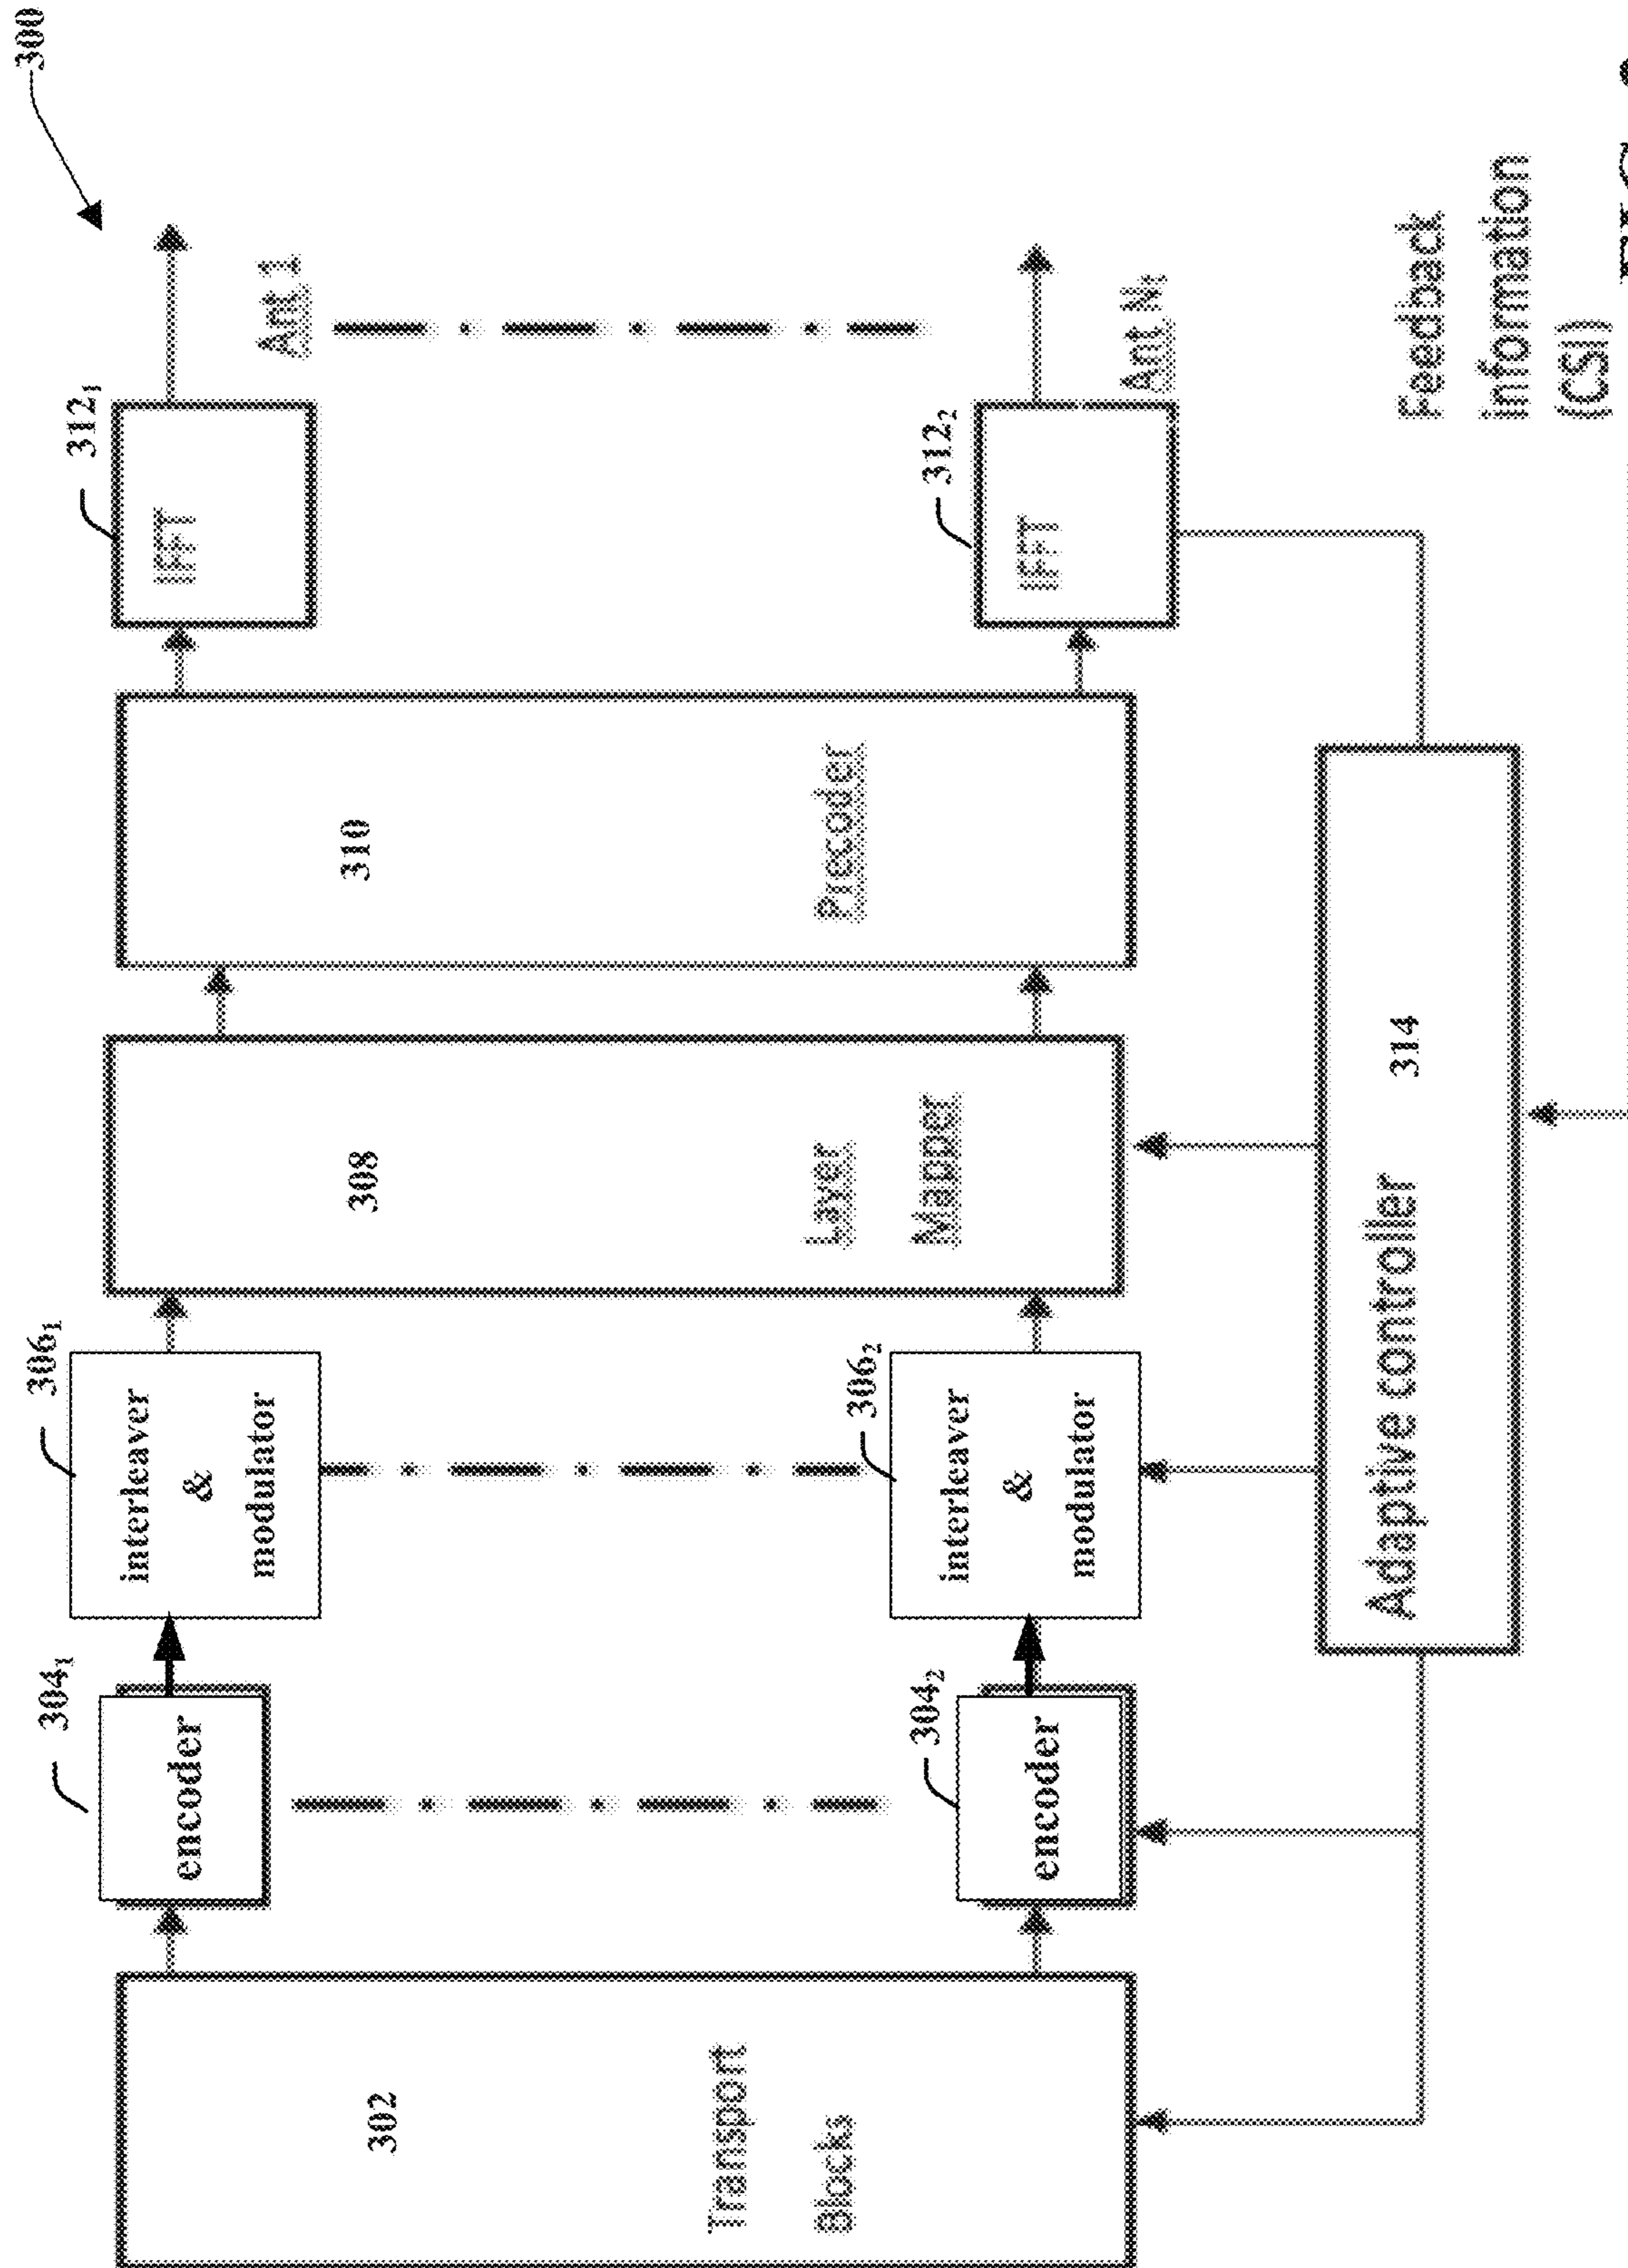 300
302
Transport
Blocks
304₁
encoder
304₂
encoder
306₁
interleaver
&
modulator
306₂
interleaver
&
modulator
308
Layer
Mapper
310
Precoder
312₁
IFFT
Ant 1
312₂
IFFT
Ant Nₜ
Adaptive controller 314
Feedback
information
(CSI)